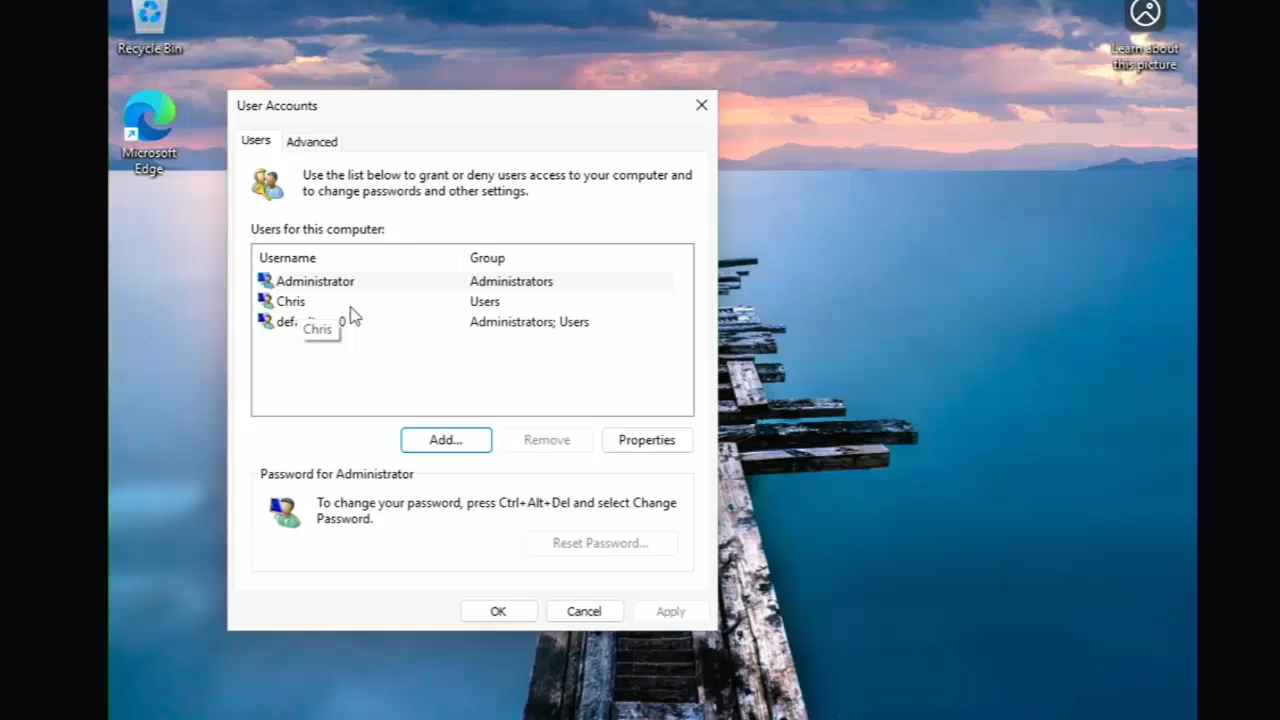 Recycle Bin
Learn about
this picture
Microsoft
Edge
User Accounts
Users
Advanced
Use the list below to grant or deny users access to your computer and
to change passwords and other settings.
Users for this computer:
Username Group
Administrator Administrators
Chris Users
Administrators; Users
Chris
Add... Remove Properties
Password for Administrator
To change your password, press Ctrl+Alt+Del and select Change
Password.
Reset Password...
OK Cancel Apply